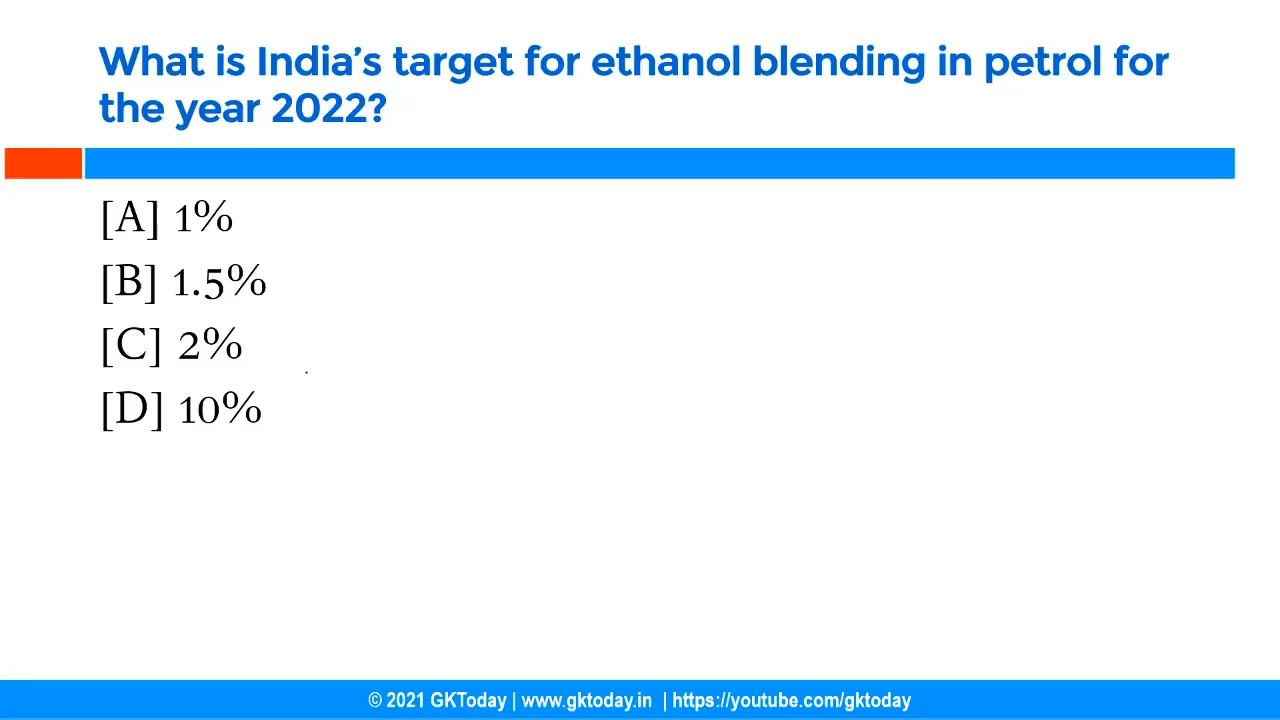 What is India's target for ethanol blending in petrol for
the year 2022?
[A] 1%
[B] 1.5%
[C] 2%
[D] 10%
© 2021 GKToday | www.gktoday.in | https://youtube.com/gktoday